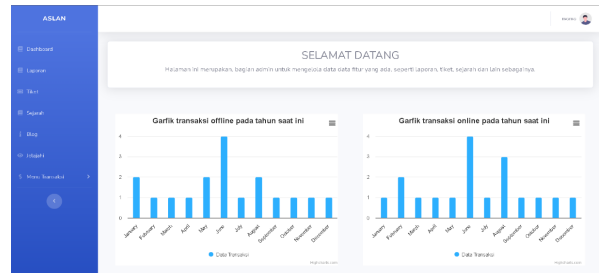 ASLAN
Dashboard
Laporan
Tiket
Sejarah
Blog
Menu Transaksi
SELAMAT DATANG
Halaman ini merupakan, bagian admin untuk mengelola data data fitur yang ada, seperti laporan, tiket, sejarah dan lain sebagainya.
Garfik transaksi offline pada tahun saat ini
4
3
2
1
0
January February March April May June July August September October November December
Data Transaksi
Highcharts.com
Garfik transaksi online pada tahun saat ini
4
3
2
1
0
January February March April May June July August September October November December
Data Transaksi
Highcharts.com